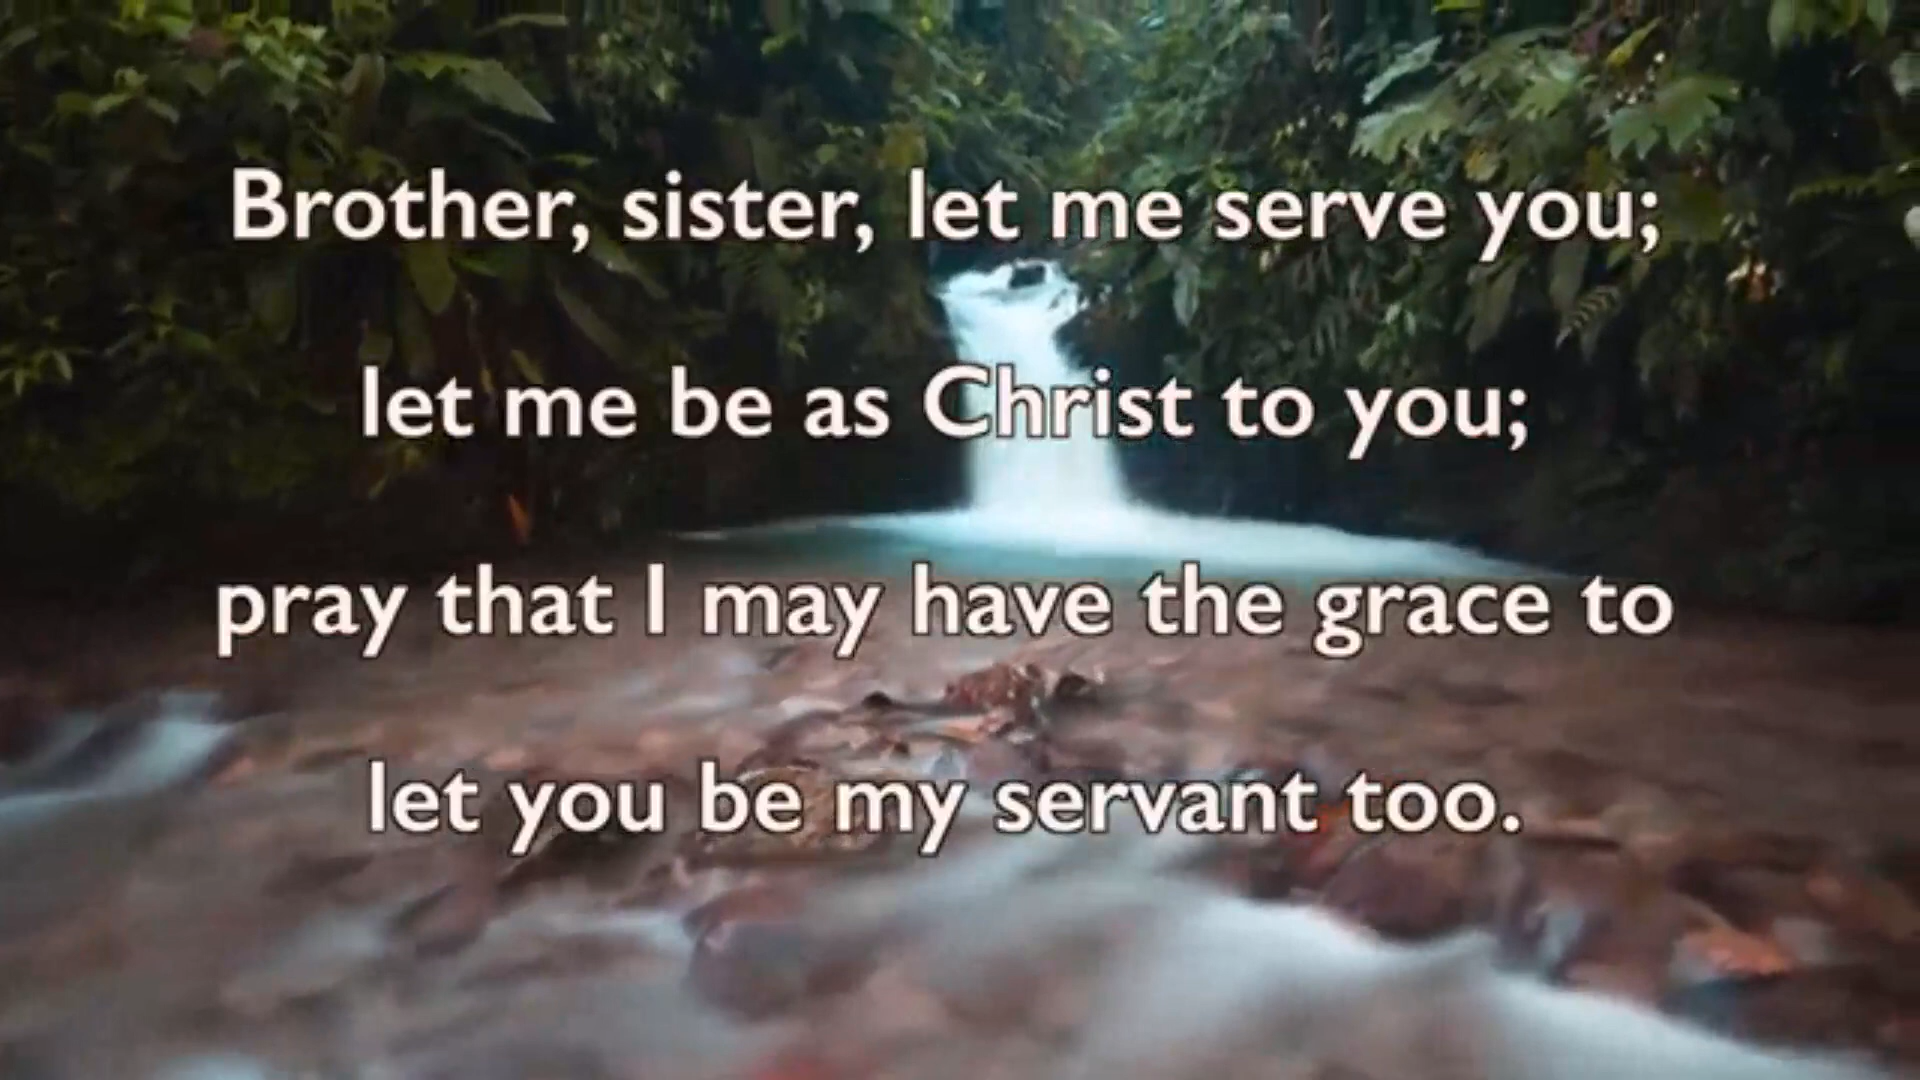 Brother, sister, let me serve you;
let me be as Christ to you;
pray that I may have the grace to
let you be my servant too.